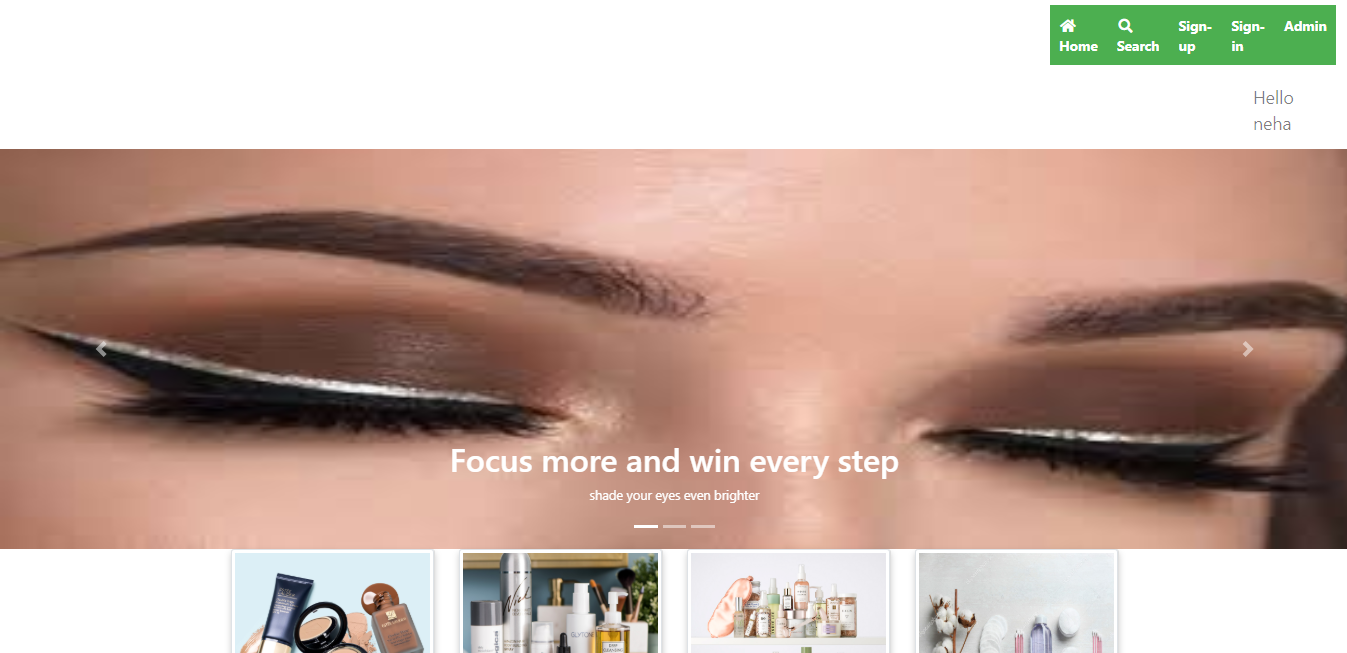 Home
Search
Sign-
up
Sign-
in
Admin
Hello
neha
Focus more and win every step
shade your eyes even brighter